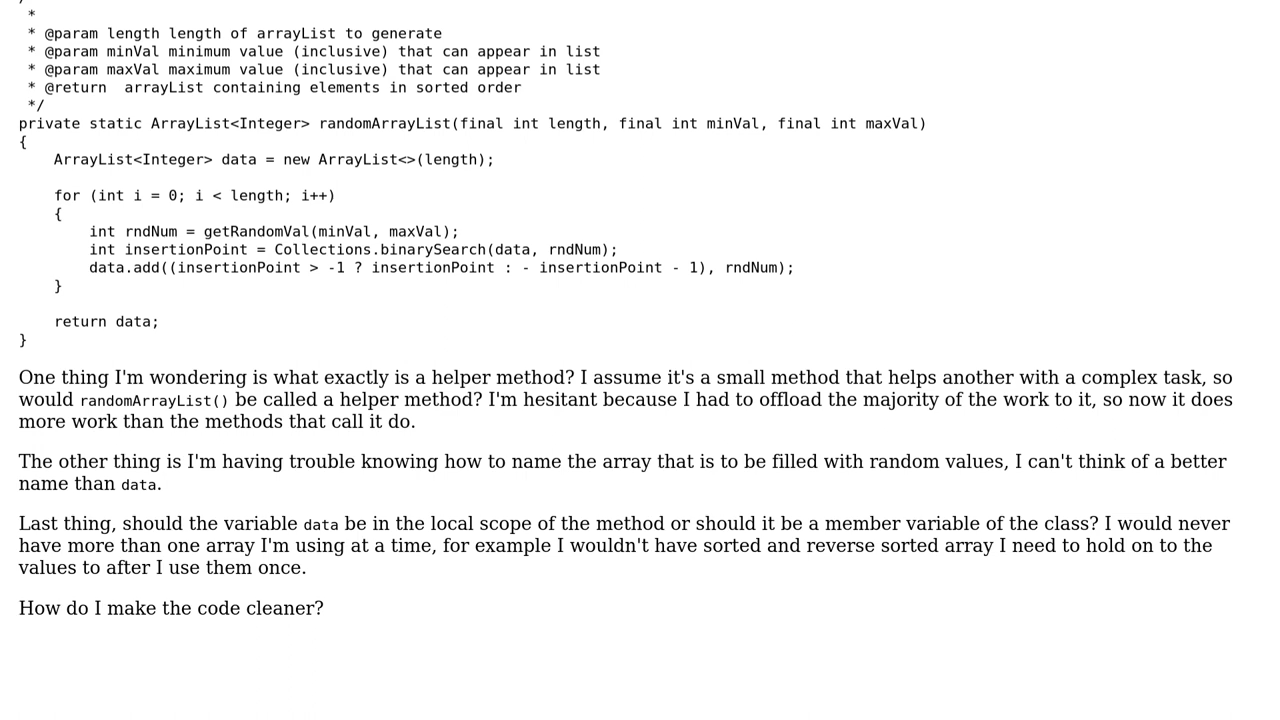 *
* @param length length of arrayList to generate
* @param minVal minimum value (inclusive) that can appear in list
* @param maxVal maximum value (inclusive) that can appear in list
* @return  arrayList containing elements in sorted order
*/
private static ArrayList<Integer> randomArrayList(final int length, final int minVal, final int maxVal)
{
    ArrayList<Integer> data = new ArrayList<>(length);
    for (int i = 0; i < length; i++)
    {
        int rndNum = getRandomVal(minVal, maxVal);
        int insertionPoint = Collections.binarySearch(data, rndNum);
        data.add((insertionPoint > -1 ? insertionPoint : - insertionPoint - 1), rndNum);
    }
    return data;
}
One thing I'm wondering is what exactly is a helper method? I assume it's a small method that helps another with a complex task, so
would randomArrayList() be called a helper method? I'm hesitant because I had to offload the majority of the work to it, so now it does
more work than the methods that call it do.
The other thing is I'm having trouble knowing how to name the array that is to be filled with random values, I can't think of a better
name than data.
Last thing, should the variable data be in the local scope of the method or should it be a member variable of the class? I would never
have more than one array I'm using at a time, for example I wouldn't have sorted and reverse sorted array I need to hold on to the
values to after I use them once.
How do I make the code cleaner?